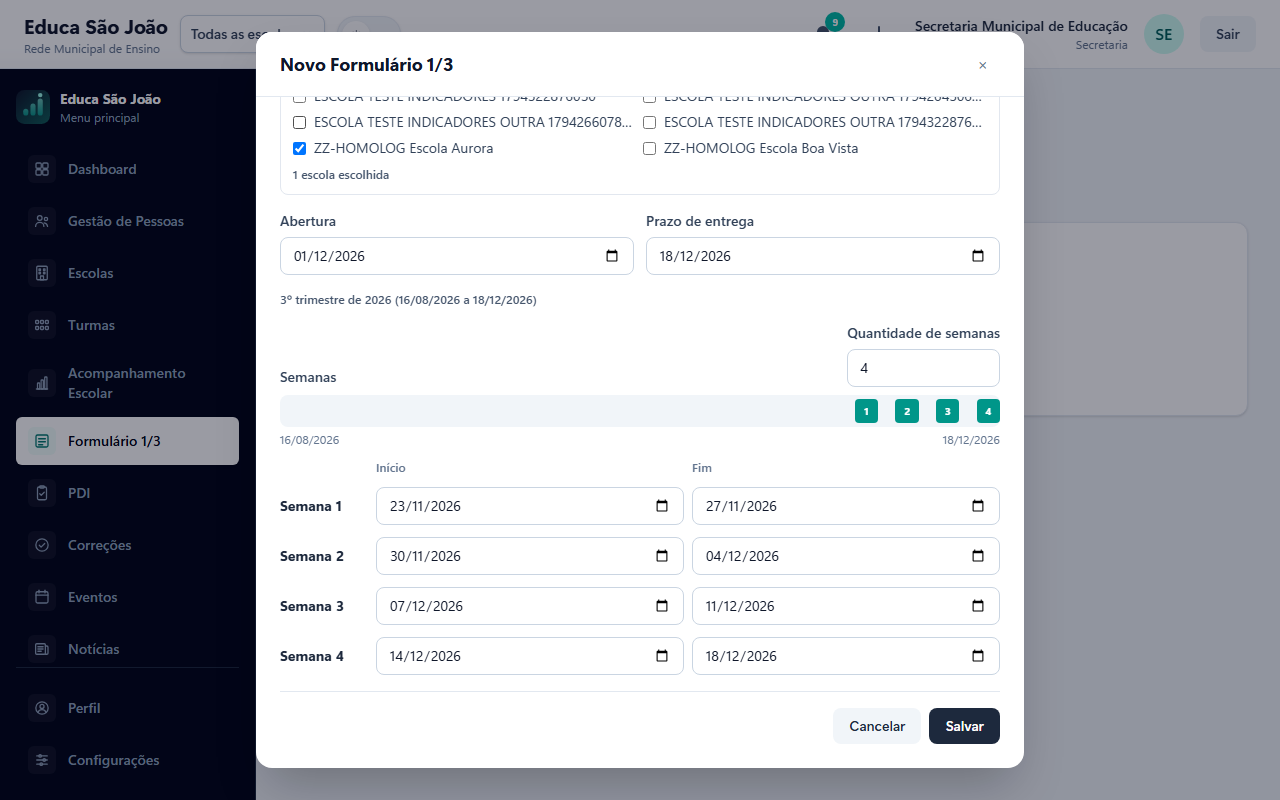 Educa São João
Rede Municipal de Ensino
Todas as
9
Secretaria Municipal de Educação
Secretaria
SE
Sair
Educa São João
Menu principal
Dashboard
Gestão de Pessoas
Escolas
Turmas
Acompanhamento
Escolar
Formulário 1/3
PDI
Correções
Eventos
Notícias
Perfil
Configurações
Novo Formulário 1/3
×
ESCOLA TESTE INDICADORES
ESCOLA TESTE INDICADORES OUTRA
ESCOLA TESTE INDICADORES OUTRA 1794266078...
ESCOLA TESTE INDICADORES OUTRA 1794322876...
ZZ-HOMOLOG Escola Aurora
ZZ-HOMOLOG Escola Boa Vista
1 escola escolhida
Abertura
Prazo de entrega
01/12/2026
18/12/2026
3º trimestre de 2026 (16/08/2026 a 18/12/2026)
Quantidade de semanas
4
Semanas
1 2 3 4
16/08/2026
18/12/2026
Início
Fim
Semana 1
23/11/2026
27/11/2026
Semana 2
30/11/2026
04/12/2026
Semana 3
07/12/2026
11/12/2026
Semana 4
14/12/2026
18/12/2026
Cancelar
Salvar